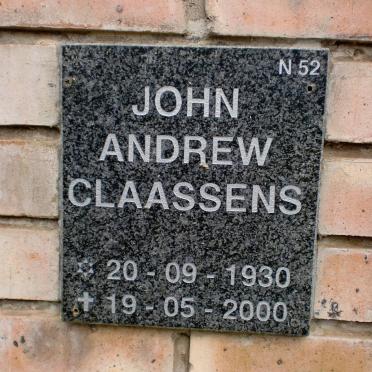 N 52
JOHN
ANDREW
CLAASSENS
✡ 20 - 09 - 1930
✝ 19 - 05 - 2000